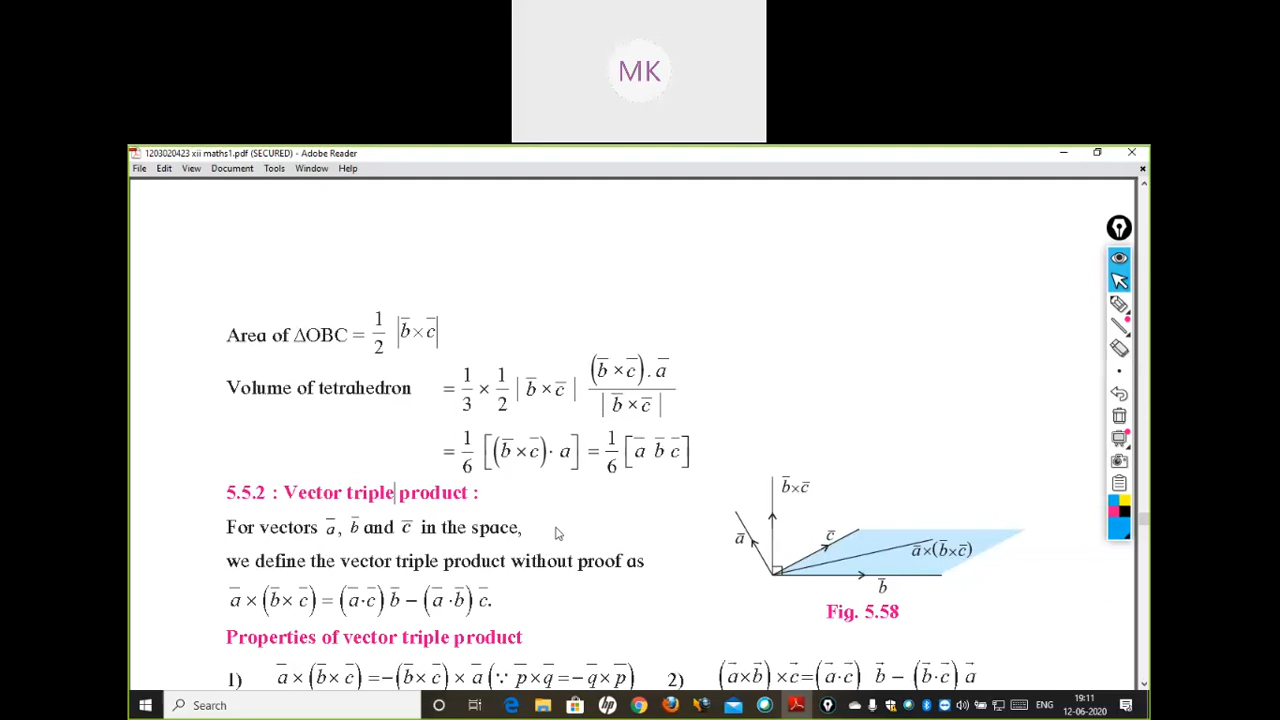 MK
1203020423 xii maths1.pdf (SECURED) - Adobe Reader
File Edit View Document Tools Window Help
Area of ΔOBC = 1/2 |b̅×c̅|
Volume of tetrahedron = 1/3 × 1/2 | b̅ × c̅ | (b̅ × c̅) . a̅ / | b̅ × c̅ |
= 1/6 [(b̅ × c̅) · a] = 1/6 [a̅ b̅ c̅]
5.5.2 : Vector triple product :
For vectors a̅, b̅ and c̅ in the space,
we define the vector triple product without proof as
a̅ × (b̅ × c̅) = (a̅·c̅) b̅ − (a̅ ·b̅) c̅.
b̅×c̅
a̅
c̅
a̅×(b̅×c̅)
b̅
Fig. 5.58
Properties of vector triple product
1) a̅ × (b̅ × c̅) = −(b̅ × c̅) × a̅ (∵ p̅ × q̅ = − q̅ × p̅) 2) (a⃗×b⃗) ×c⃗=(a⃗·c⃗) b⃗ − (b⃗·c⃗) a⃗
Search
ENG
19:11
12-06-2020